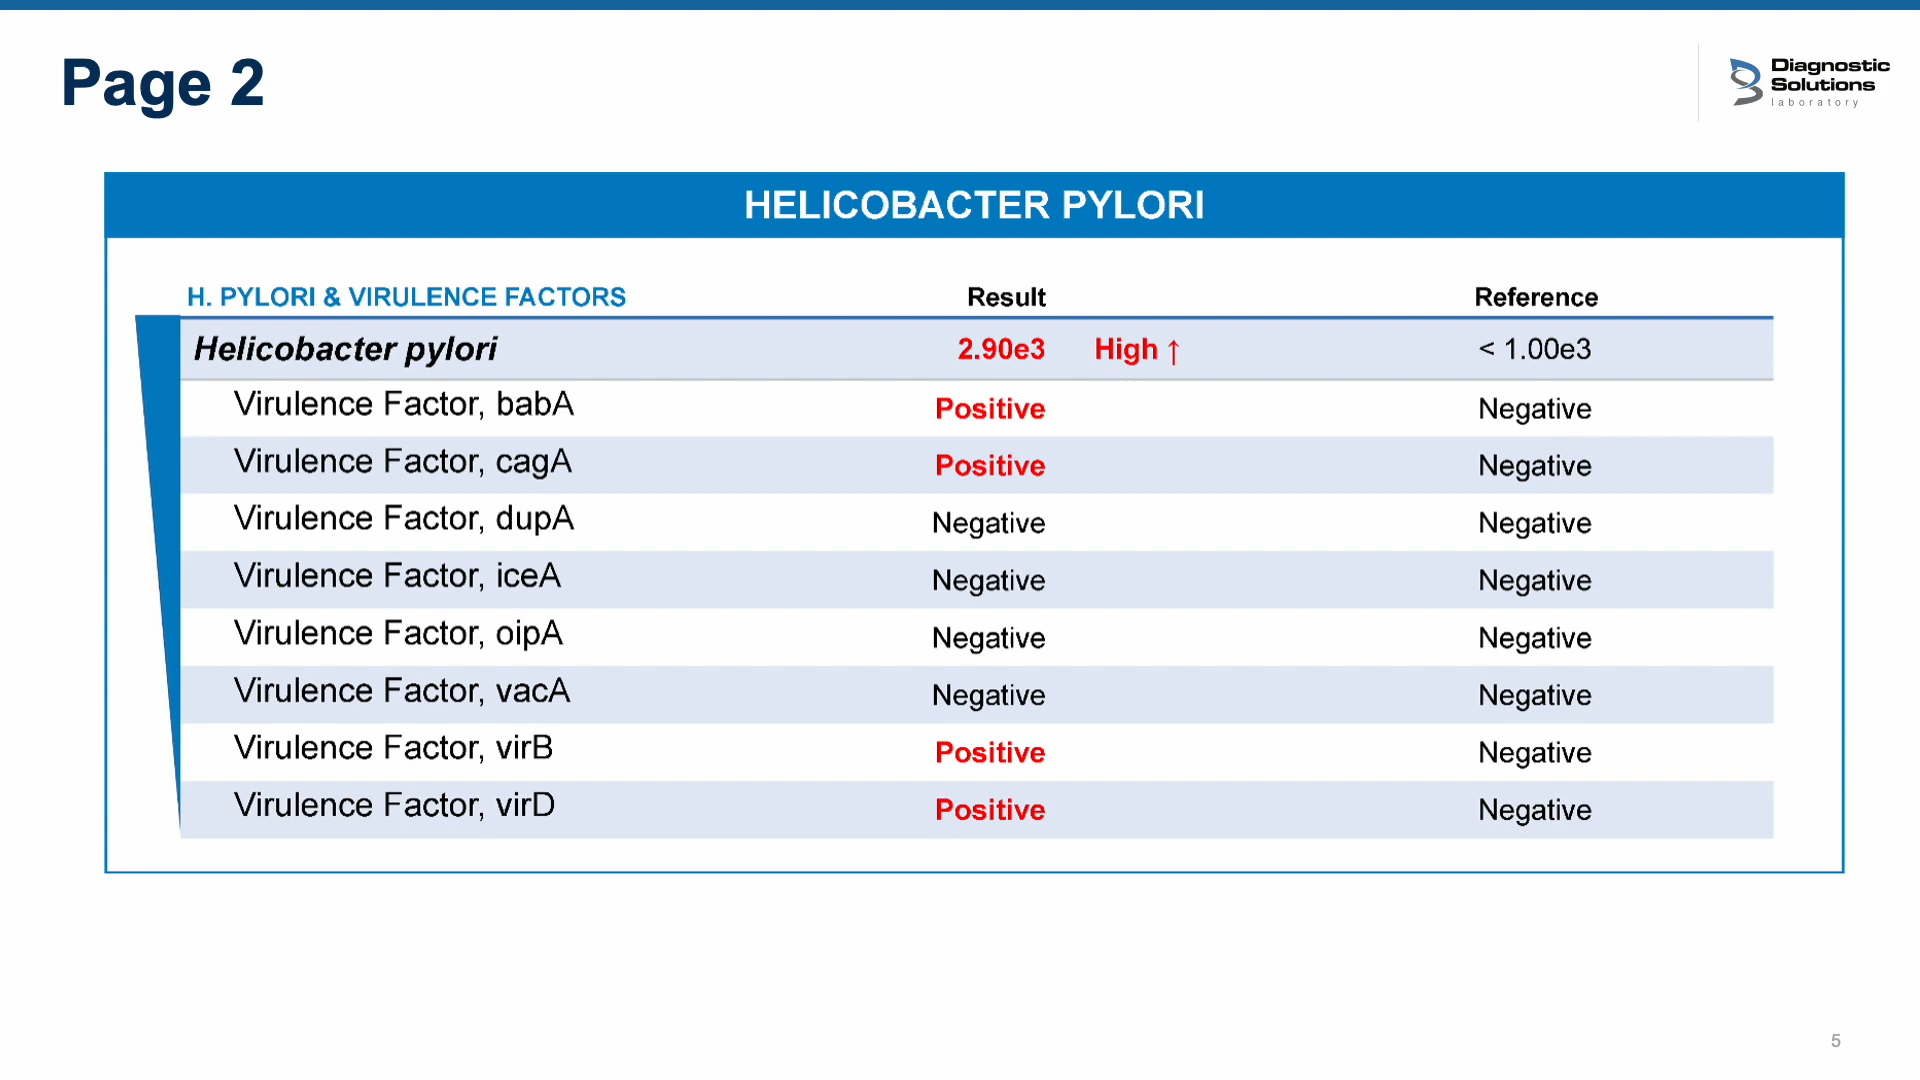 Page 2
Diagnostic
Solutions
laboratory
HELICOBACTER PYLORI
H. PYLORI & VIRULENCE FACTORS Result Reference
Helicobacter pylori 2.90e3 High ↑ < 1.00e3
Virulence Factor, babA Positive Negative
Virulence Factor, cagA Positive Negative
Virulence Factor, dupA Negative Negative
Virulence Factor, iceA Negative Negative
Virulence Factor, oipA Negative Negative
Virulence Factor, vacA Negative Negative
Virulence Factor, virB Positive Negative
Virulence Factor, virD Positive Negative
5